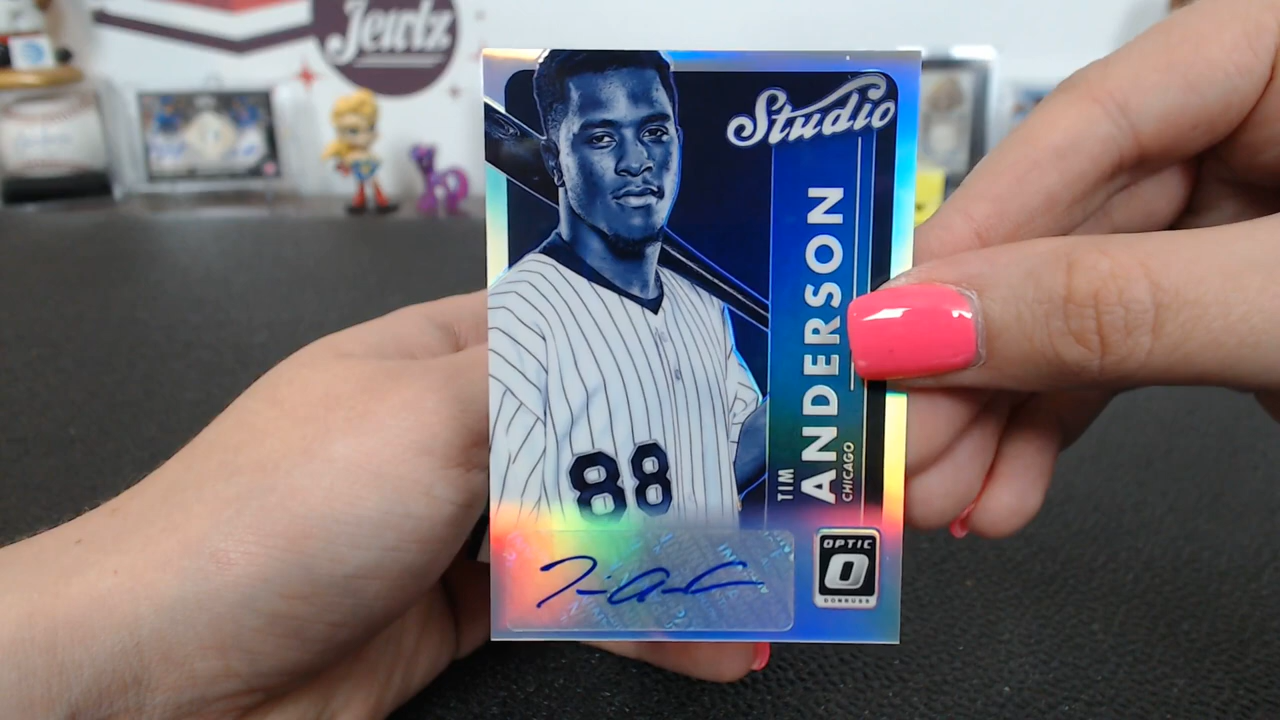 Jewlz
Studio
TIM
ANDERSON
CHICAGO
88
OPTIC
O
DONRUSS